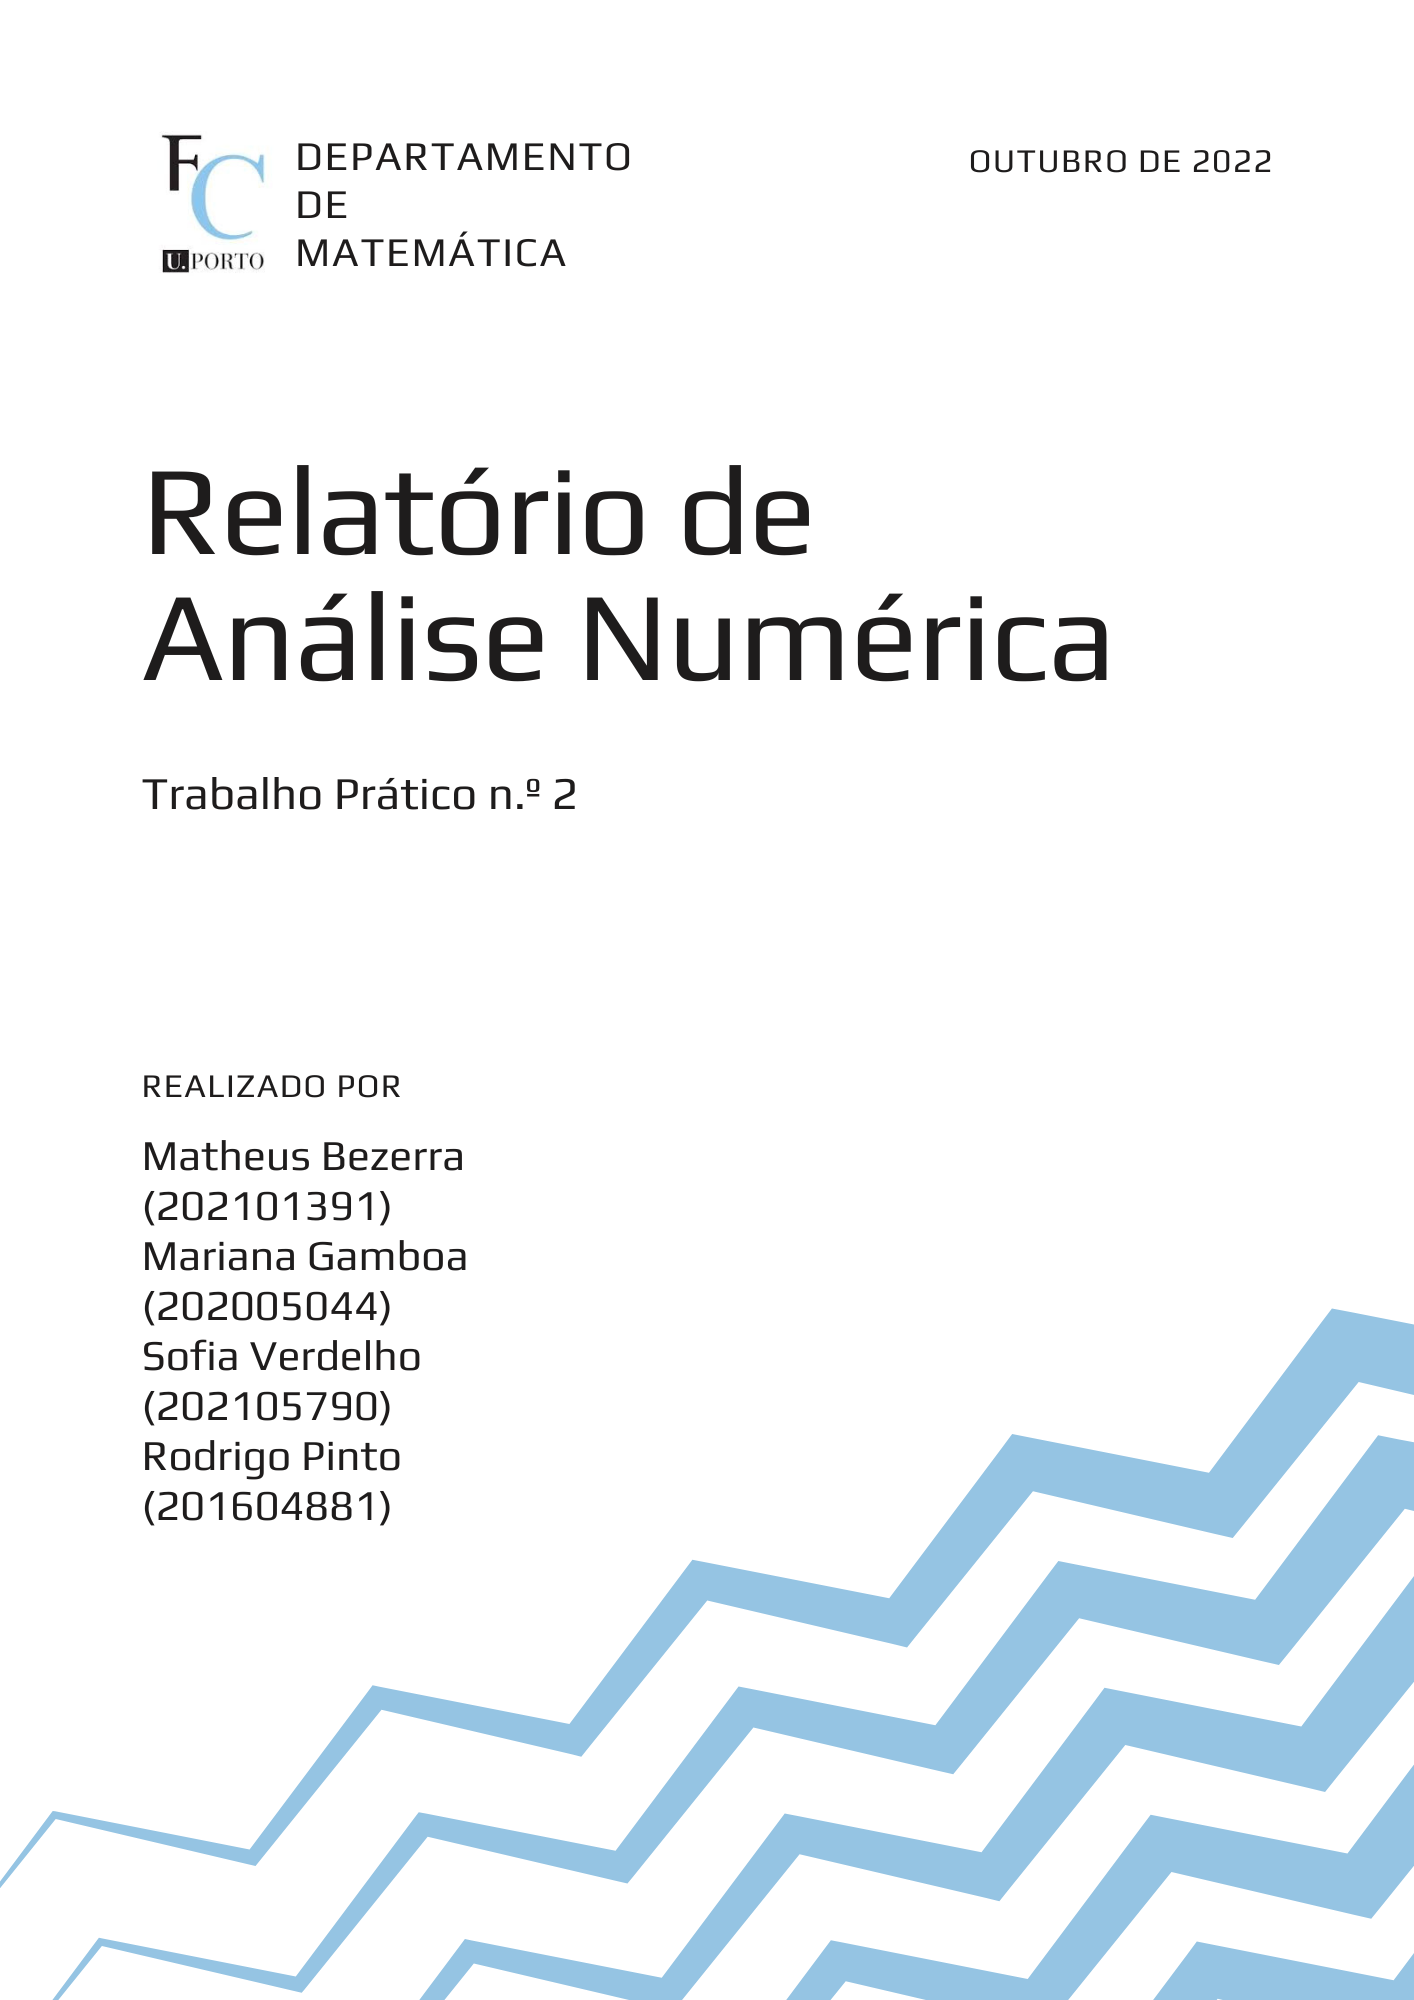 FC
U.PORTO
DEPARTAMENTO
DE
MATEMÁTICA
OUTUBRO DE 2022
Relatório de
Análise Numérica
Trabalho Prático n.º 2
REALIZADO POR
Matheus Bezerra
(202101391)
Mariana Gamboa
(202005044)
Sofia Verdelho
(202105790)
Rodrigo Pinto
(201604881)